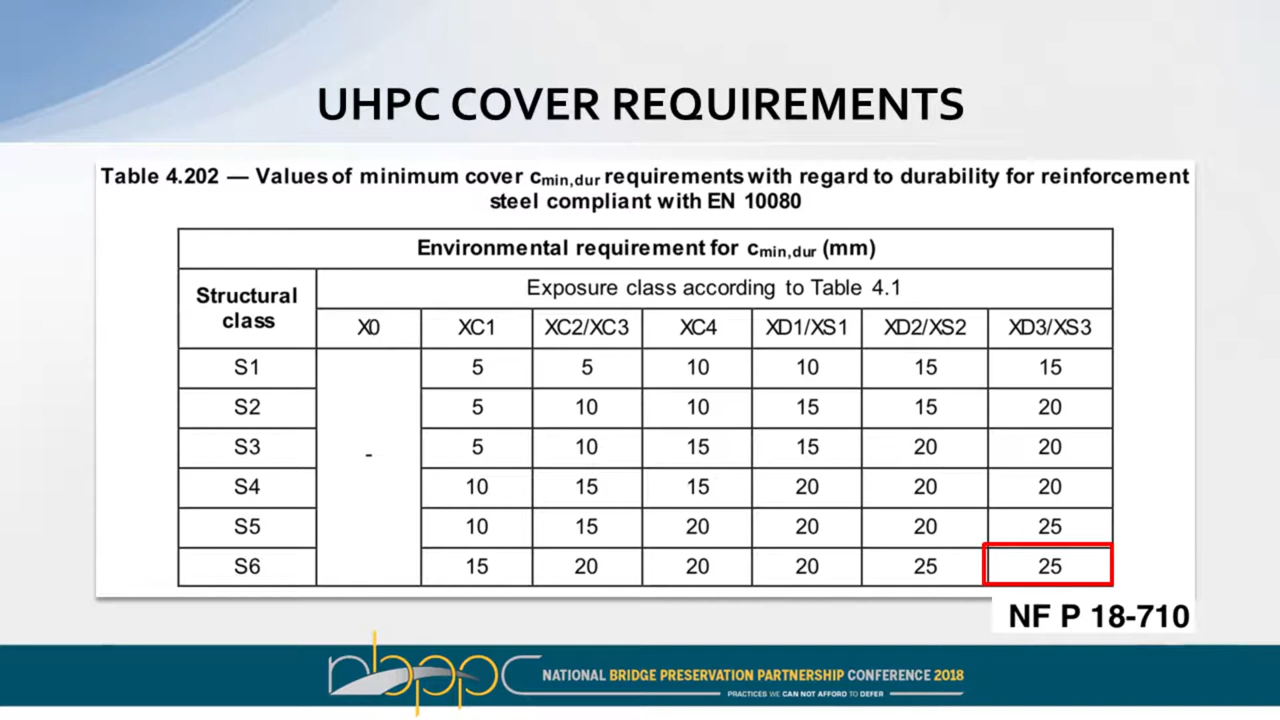 UHPC COVER REQUIREMENTS
Table 4.202 — Values of minimum cover cmin,dur requirements with regard to durability for reinforcement
steel compliant with EN 10080
Environmental requirement for cmin,dur (mm)
Structural class
Exposure class according to Table 4.1
X0 XC1 XC2/XC3 XC4 XD1/XS1 XD2/XS2 XD3/XS3
S1 5 5 10 10 15 15
S2 5 10 10 15 15 20
S3 - 5 10 15 15 20 20
S4 10 15 15 20 20 20
S5 10 15 20 20 20 25
S6 15 20 20 20 25 25
NF P 18-710
nbppc NATIONAL BRIDGE PRESERVATION PARTNERSHIP CONFERENCE 2018
PRACTICES WE CAN NOT AFFORD TO DEFER